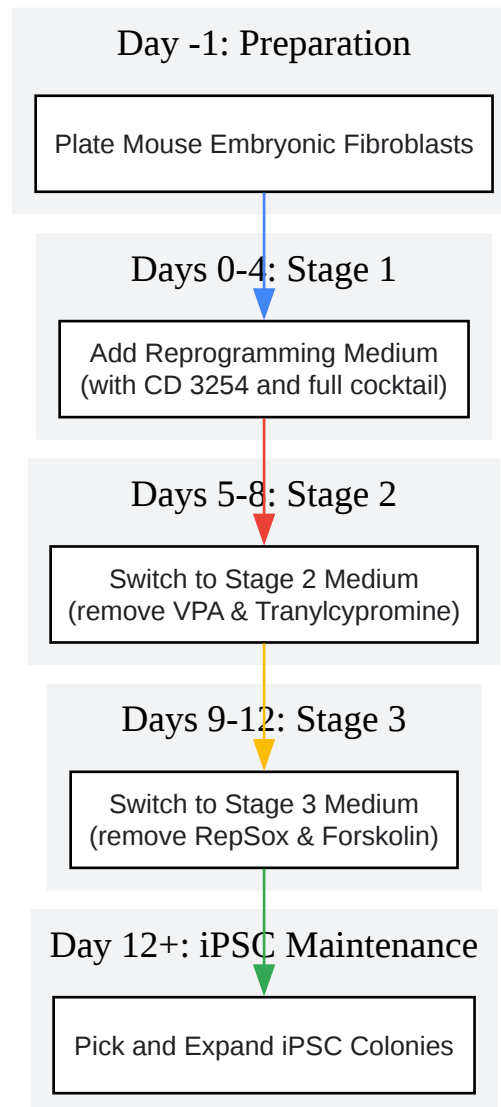 Day -1: Preparation
Plate Mouse Embryonic Fibroblasts
Days 0-4: Stage 1
Add Reprogramming Medium
(with CD 3254 and full cocktail)
Days 5-8: Stage 2
Switch to Stage 2 Medium
(remove VPA & Tranylcypromine)
Days 9-12: Stage 3
Switch to Stage 3 Medium
(remove RepSox & Forskolin)
Day 12+: iPSC Maintenance
Pick and Expand iPSC Colonies